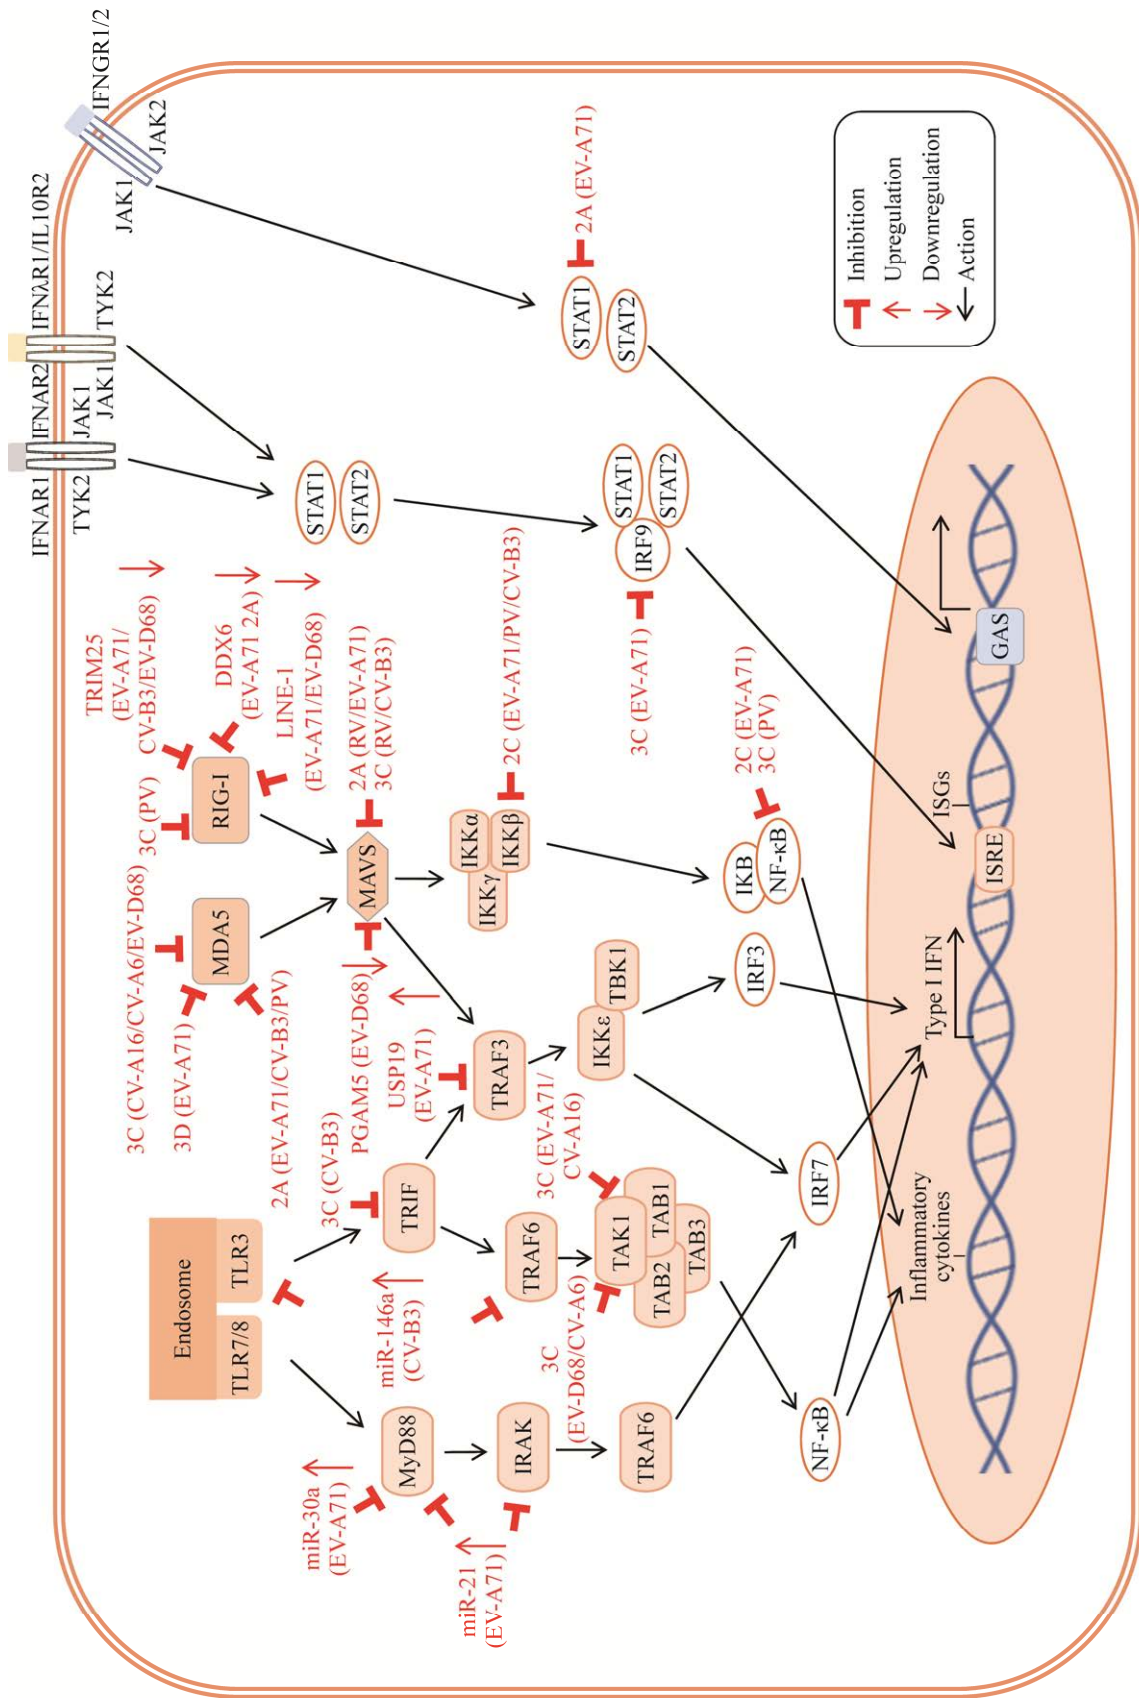 IFNAR1
IFNAR2
IFNλR1/IL10R2
IFNGR1/2
TYK2
JAK1
JAK1
TYK2
JAK1
JAK2
Endosome
TLR7/8
TLR3
3C (CV-A16/CV-A6/EV-D68)
3D (EV-A71)
MDA5
2A (EV-A71/CV-B3/PV)
3C (PV)
RIG-I
TRIM25
(EV-A71/
CV-B3/EV-D68)
DDX6
(EV-A71 2A)
LINE-1
(EV-A71/EV-D68)
STAT1
STAT2
miR-30a
(EV-A71)
MyD88
miR-146a
(CV-B3)
3C (CV-B3)
TRIF
PGAM5 (EV-D68)
USP19
(EV-A71)
MAVS
2A (RV/EV-A71)
3C (RV/CV-B3)
miR-21
(EV-A71)
IRAK
TRAF6
TRAF3
IKKγ
IKKα
IKKβ
2C (EV-A71/PV/CV-B3)
3C
(EV-D68/CV-A6)
3C (EV-A71/
CV-A16)
TAK1
TAB1
TAB2
TAB3
IKKε
TBK1
TRAF6
3C (EV-A71)
IRF9
STAT1
STAT2
STAT1
STAT2
2A (EV-A71)
NF-κB
IRF7
IRF3
IKB
NF-κB
2C (EV-A71)
3C (PV)
Inflammatory
cytokines
Type I IFN
ISRE
ISGs
GAS
Inhibition
Upregulation
Downregulation
Action